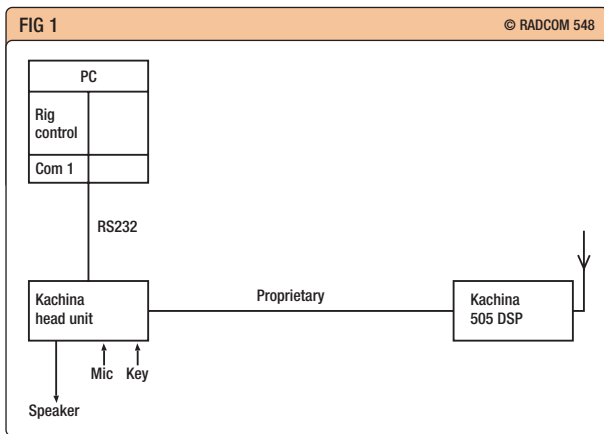 FIG 1
© RADCOM 548
PC
Rig
control
Com 1
RS232
Kachina
head unit
Proprietary
Kachina
505 DSP
Mic
Key
Speaker